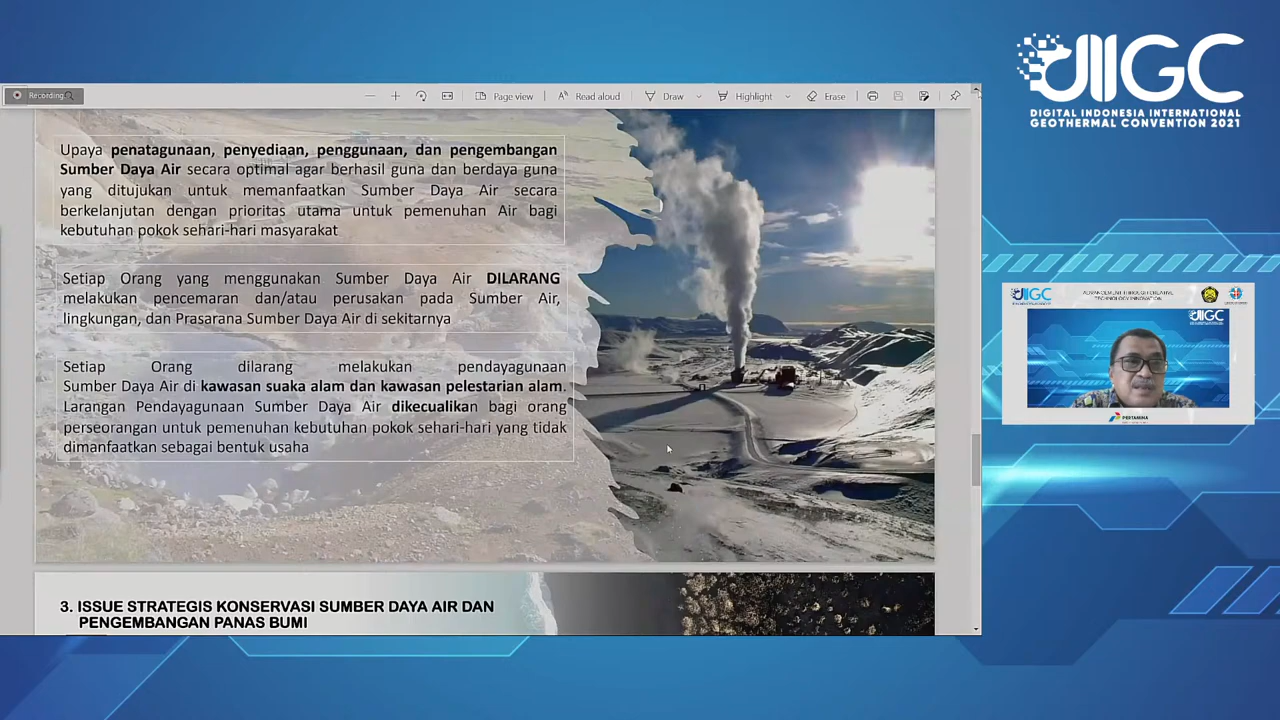 JIIGC
DIGITAL INDONESIA INTERNATIONAL
GEOTHERMAL CONVENTION 2021
Recording...
Page view
Read aloud
Draw
Highlight
Erase
Upaya penatagunaan, penyediaan, penggunaan, dan pengembangan
Sumber Daya Air secara optimal agar berhasil guna dan berdaya guna
yang ditujukan untuk memanfaatkan Sumber Daya Air secara
berkelanjutan dengan prioritas utama untuk pemenuhan Air bagi
kebutuhan pokok sehari-hari masyarakat
Setiap Orang yang menggunakan Sumber Daya Air DILARANG
melakukan pencemaran dan/atau perusakan pada Sumber Air,
lingkungan, dan Prasarana Sumber Daya Air di sekitarnya
Setiap Orang dilarang melakukan pendayagunaan
Sumber Daya Air di kawasan suaka alam dan kawasan pelestarian alam.
Larangan Pendayagunaan Sumber Daya Air dikecualikan bagi orang
perseorangan untuk pemenuhan kebutuhan pokok sehari-hari yang tidak
dimanfaatkan sebagai bentuk usaha
3. ISSUE STRATEGIS KONSERVASI SUMBER DAYA AIR DAN
PENGEMBANGAN PANAS BUMI
ADVANCEMENT THROUGH CREATIVE
TECHNOLOGY INNOVATION
PERTAMINA